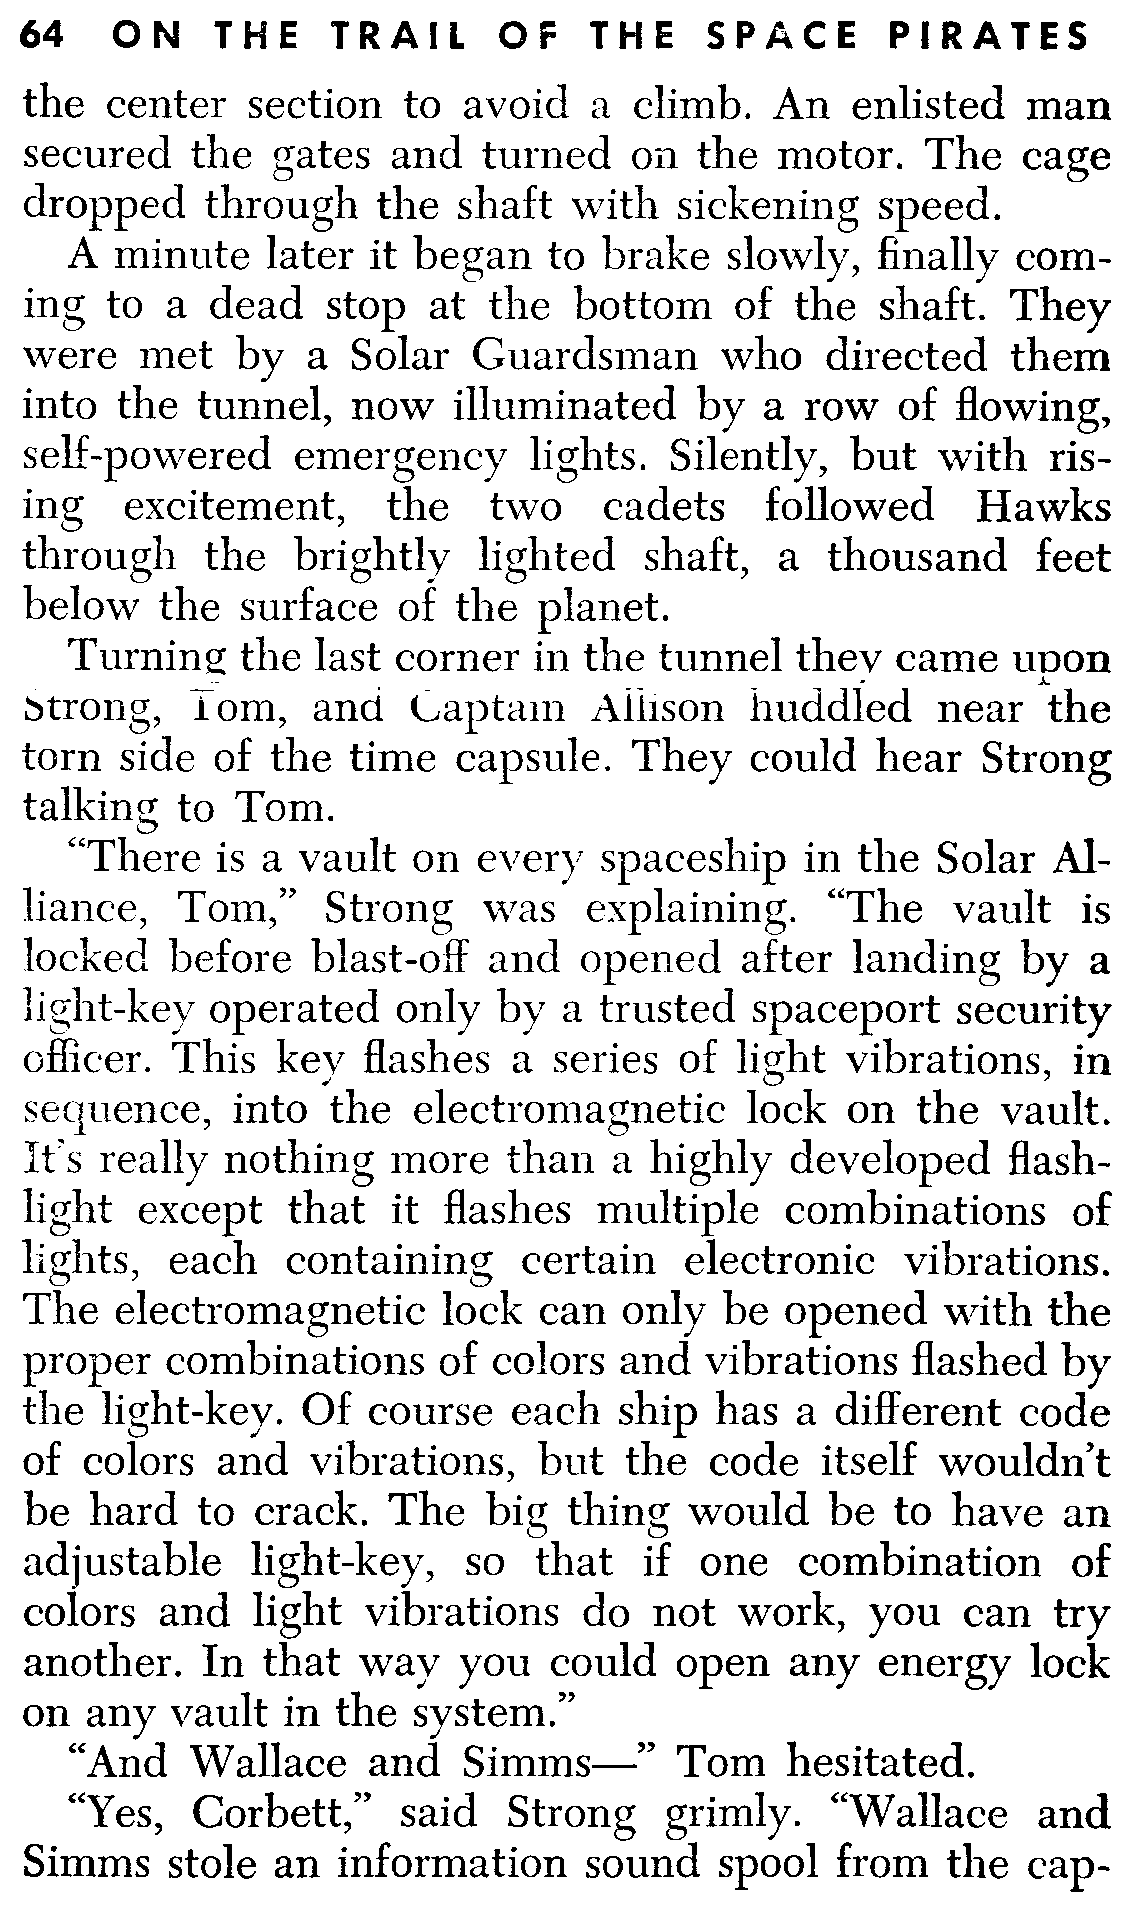 64 ON THE TRAIL OF THE SPACE PIRATES
the center section to avoid a climb. An enlisted man
secured the gates and turned on the motor. The cage
dropped through the shaft with sickening speed.
A minute later it began to brake slowly, finally com-
ing to a dead stop at the bottom of the shaft. They
were met by a Solar Guardsman who directed them
into the tunnel, now illuminated by a row of flowing,
self-powered emergency lights. Silently, but with ris-
ing excitement, the two cadets followed Hawks
through the brightly lighted shaft, a thousand feet
below the surface of the planet.
Turning the last corner in the tunnel they came upon
Strong, Tom, and Captain Allison huddled near the
torn side of the time capsule. They could hear Strong
talking to Tom.
“There is a vault on every spaceship in the Solar Al-
liance, Tom,” Strong was explaining. “The vault is
locked before blast-off and opened after landing by a
light-key operated only by a trusted spaceport security
officer. This key flashes a series of light vibrations, in
sequence, into the electromagnetic lock on the vault.
It's really nothing more than a highly developed flash-
light except that it flashes multiple combinations of
lights, each containing certain electronic vibrations.
The electromagnetic lock can only be opened with the
proper combinations of colors and vibrations flashed by
the light-key. Of course each ship has a different code
of colors and vibrations, but the code itself wouldn't
be hard to crack. The big thing would be to have an
adjustable light-key, so that if one combination of
colors and light vibrations do not work, you can try
another. In that way you could open any energy lock
on any vault in the system.”
“And Wallace and Simms—” Tom hesitated.
“Yes, Corbett,” said Strong grimly. “Wallace and
Simms stole an information sound spool from the cap-